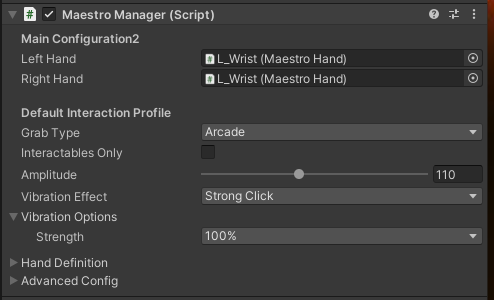 Maestro Manager (Script)
Main Configuration2
Left Hand L_Wrist (Maestro Hand)
Right Hand L_Wrist (Maestro Hand)
Default Interaction Profile
Grab Type Arcade
Interactables Only
Amplitude 110
Vibration Effect Strong Click
Vibration Options
Strength 100%
Hand Definition
Advanced Config